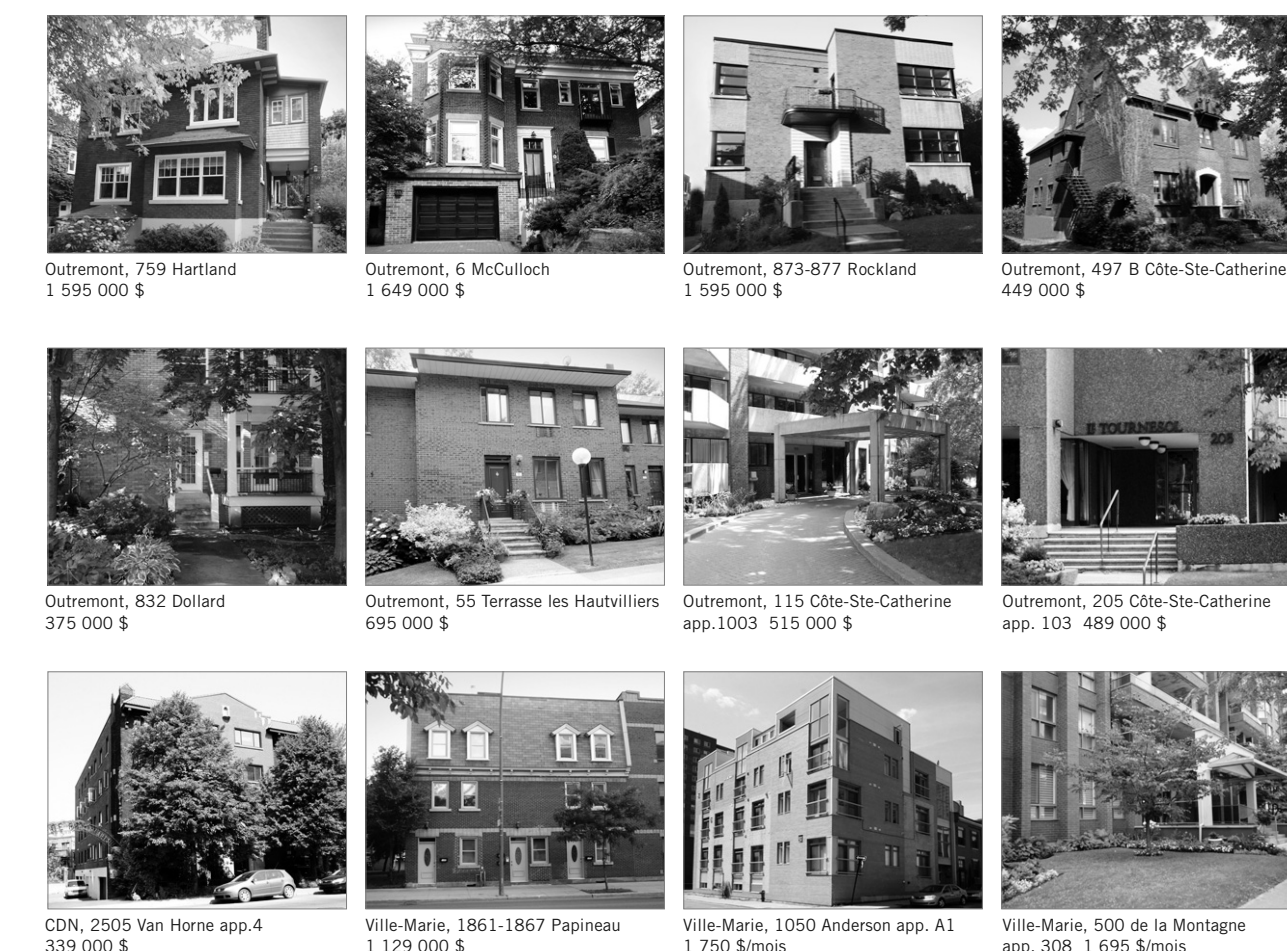 Outremont, 759 Hartland
1 595 000 $
Outremont, 6 McCulloch
1 649 000 $
Outremont, 873-877 Rockland
1 595 000 $
Outremont, 497 B Côte-Ste-Catherine
449 000 $
Outremont, 832 Dollard
375 000 $
Outremont, 55 Terrasse les Hautvilliers
695 000 $
Outremont, 115 Côte-Ste-Catherine
app.1003 515 000 $
TOURNESOL
205
Outremont, 205 Côte-Ste-Catherine
app. 103 489 000 $
CDN, 2505 Van Horne app.4
339 000 $
Ville-Marie, 1861-1867 Papineau
1 129 000 $
Ville-Marie, 1050 Anderson app. A1
1 750 $/mois
Ville-Marie, 500 de la Montagne
app. 308 1 695 $/mois